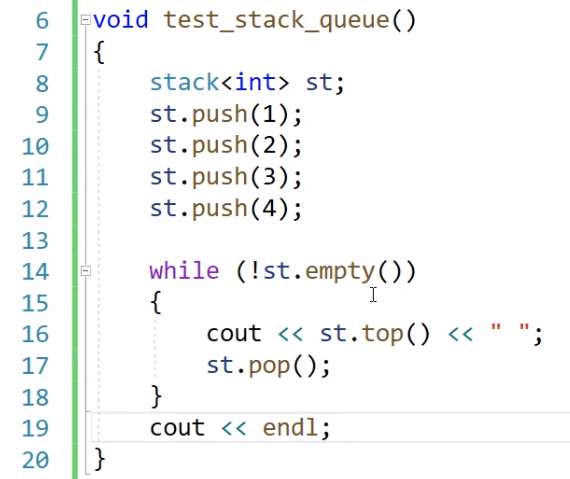 6 void test_stack_queue()
7 {
8 stack<int> st;
9 st.push(1);
10 st.push(2);
11 st.push(3);
12 st.push(4);
13
14 while (!st.empty())
15 {
16 cout << st.top() << " ";
17 st.pop();
18 }
19 cout << endl;
20 }